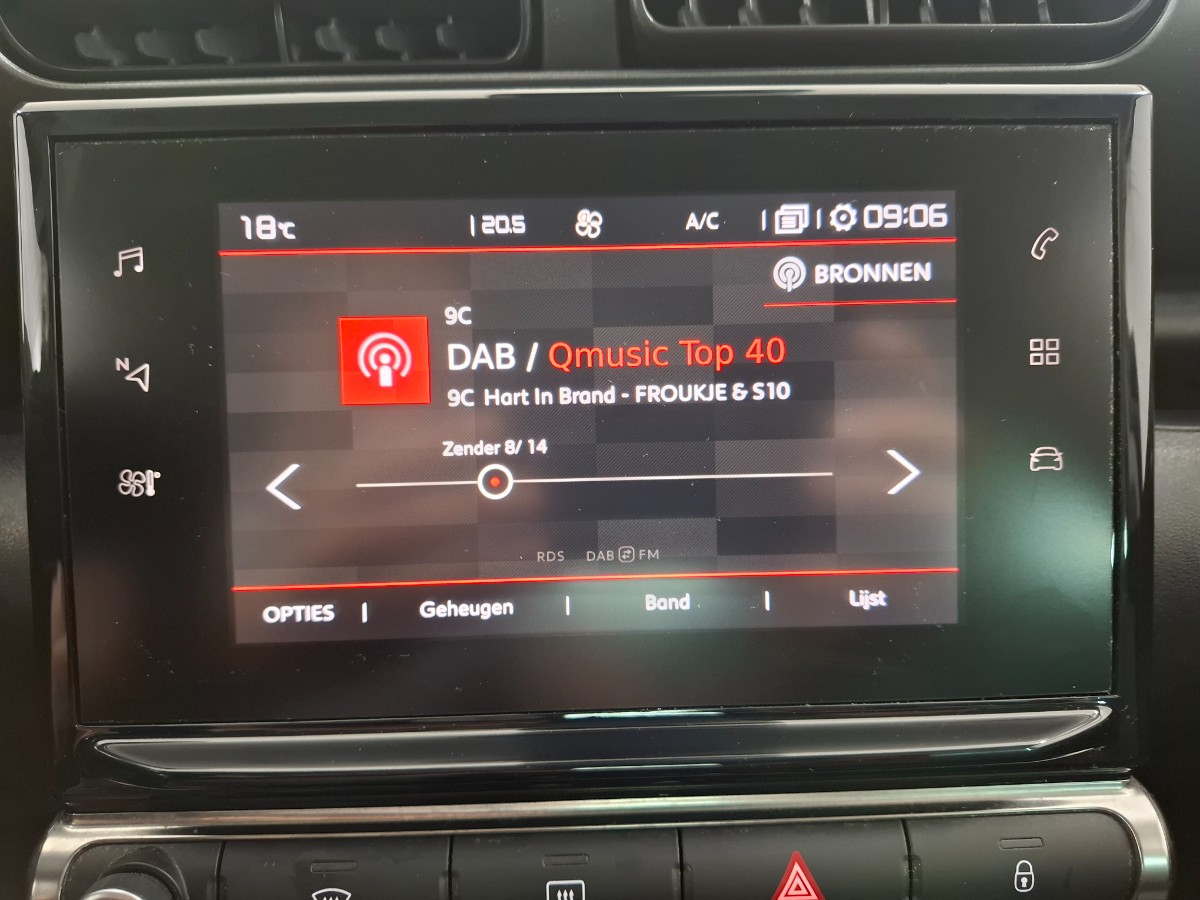 18°C | 20.5 A/C | | 09:06
BRONNEN
9C
DAB / Qmusic Top 40
9C Hart In Brand - FROUKJE & S10
Zender 8/ 14
N
RDS DAB FM
OPTIES | Geheugen | Band | Lijst